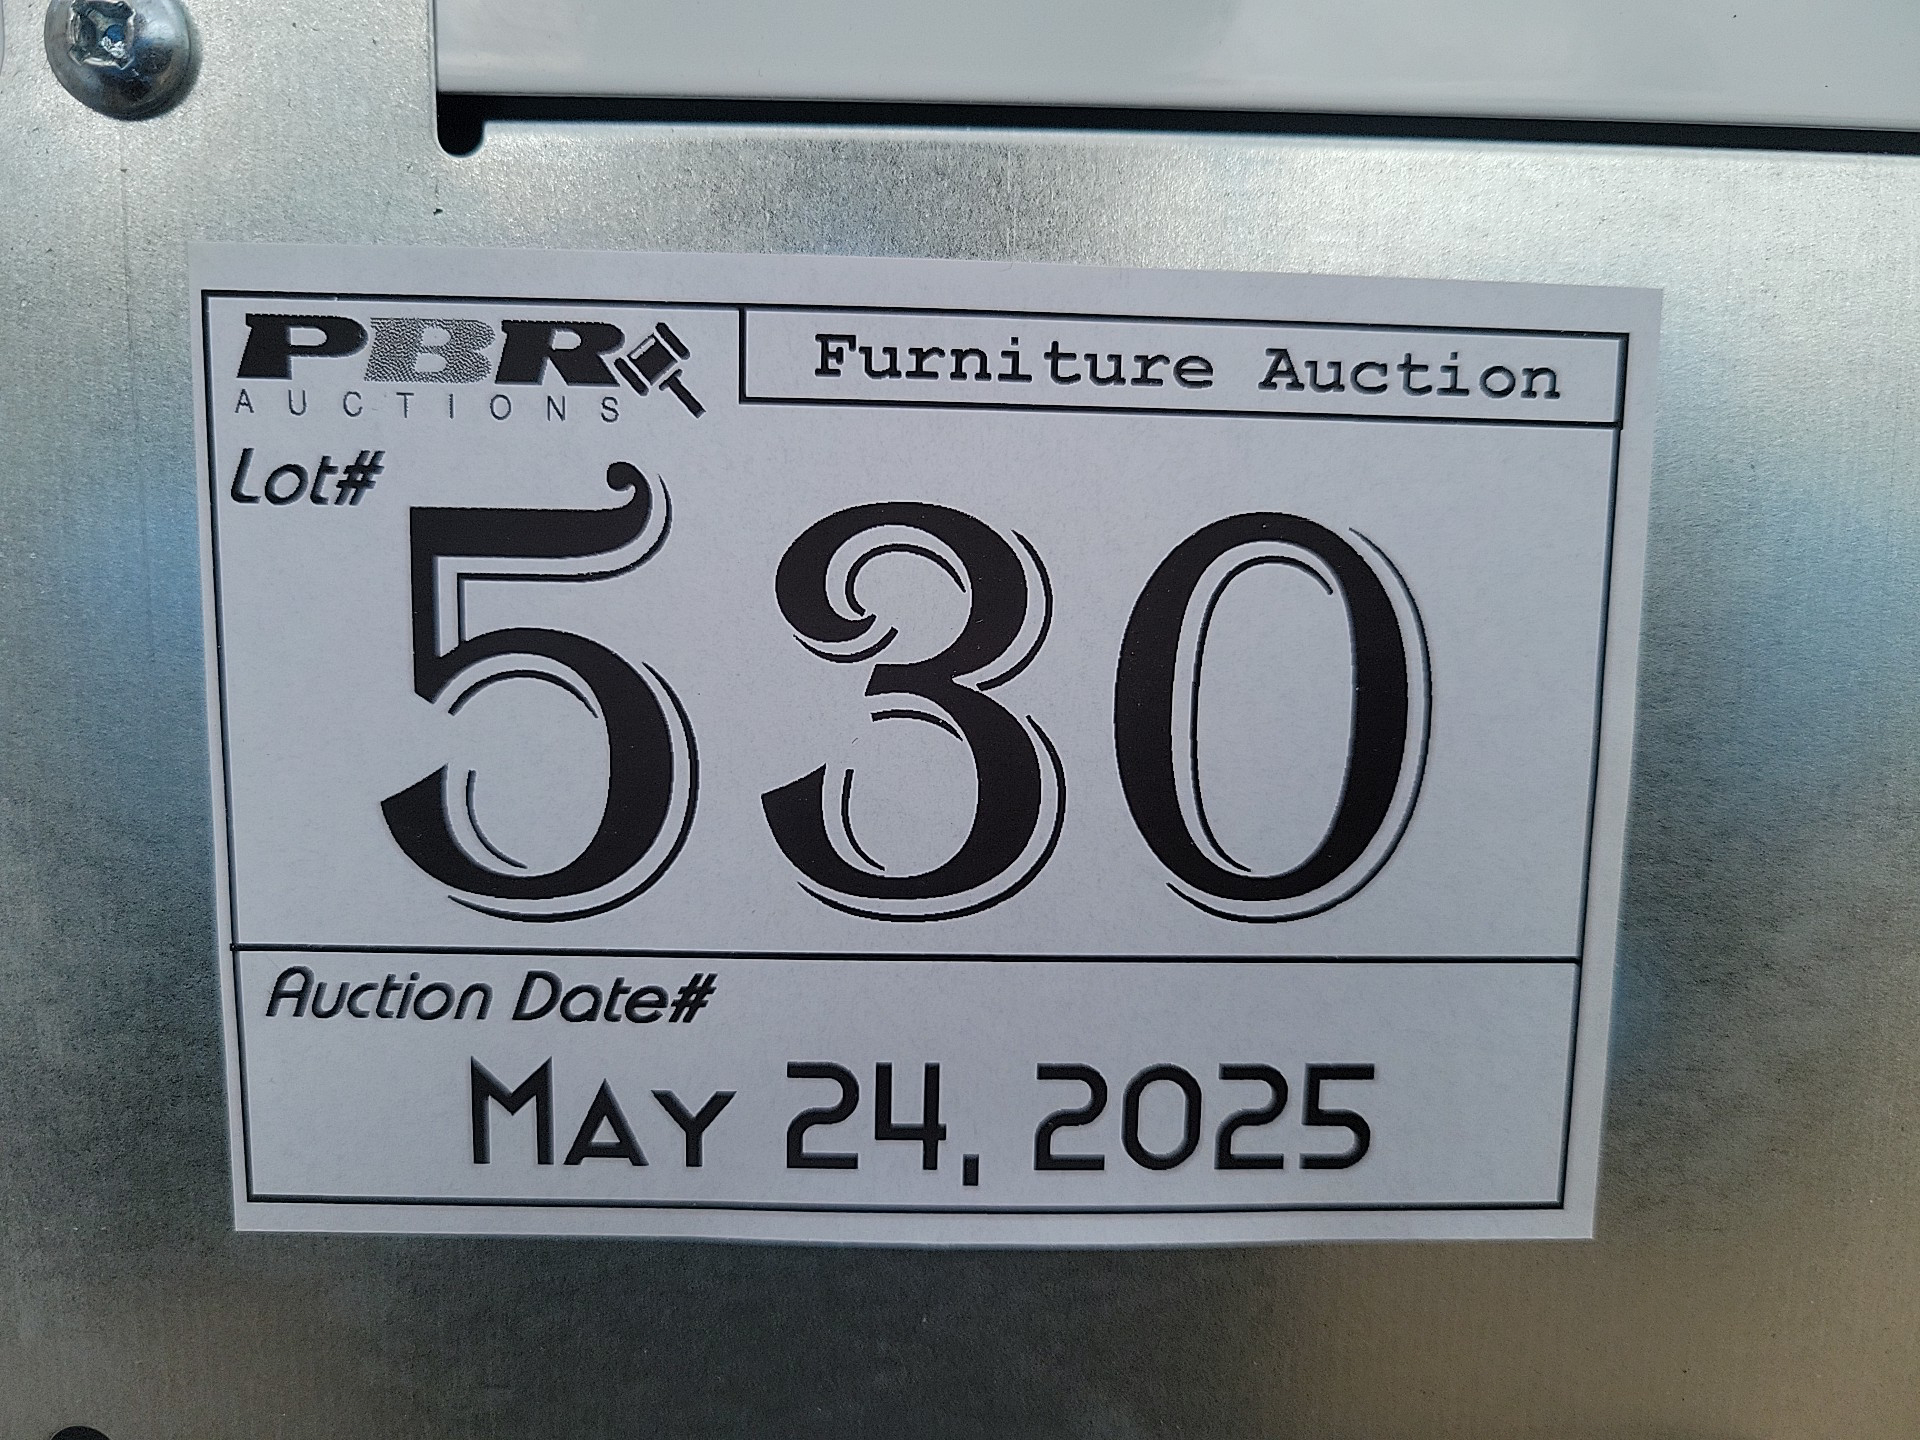 PBR
AUCTIONS
Furniture Auction
Lot#
530
Auction Date#
May 24, 2025